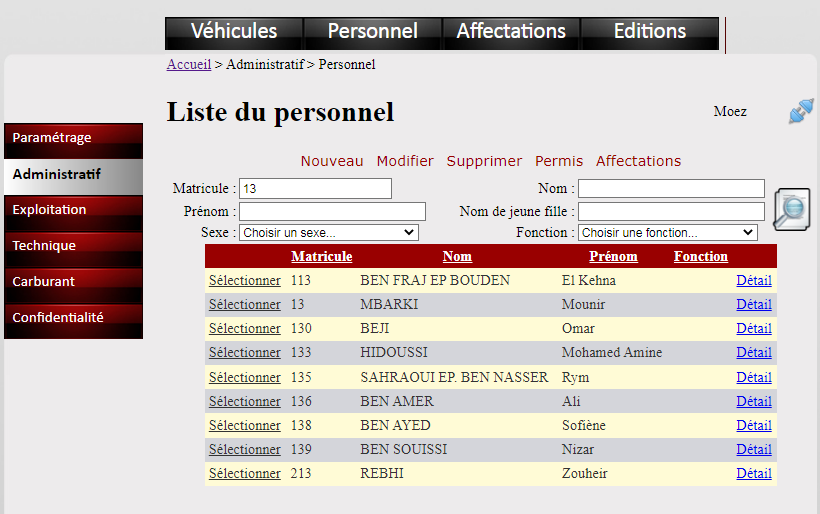 Véhicules Personnel Affectations Editions
Accueil > Administratif > Personnel
Liste du personnel
Moez
Paramétrage
Administratif
Exploitation
Technique
Carburant
Confidentialité
Nouveau Modifier Supprimer Permis Affectations
Matricule : 13 Nom :
Prénom : Nom de jeune fille :
Sexe : Choisir un sexe... Fonction : Choisir une fonction...
Matricule Nom Prénom Fonction
Sélectionner 113 BEN FRAJ EP BOUDEN El Kehna Détail
Sélectionner 13 MBARKI Mounir Détail
Sélectionner 130 BEJI Omar Détail
Sélectionner 133 HIDOUSSI Mohamed Amine Détail
Sélectionner 135 SAHRAOUI EP. BEN NASSER Rym Détail
Sélectionner 136 BEN AMER Ali Détail
Sélectionner 138 BEN AYED Sofiène Détail
Sélectionner 139 BEN SOUISSI Nizar Détail
Sélectionner 213 REBHI Zouheir Détail